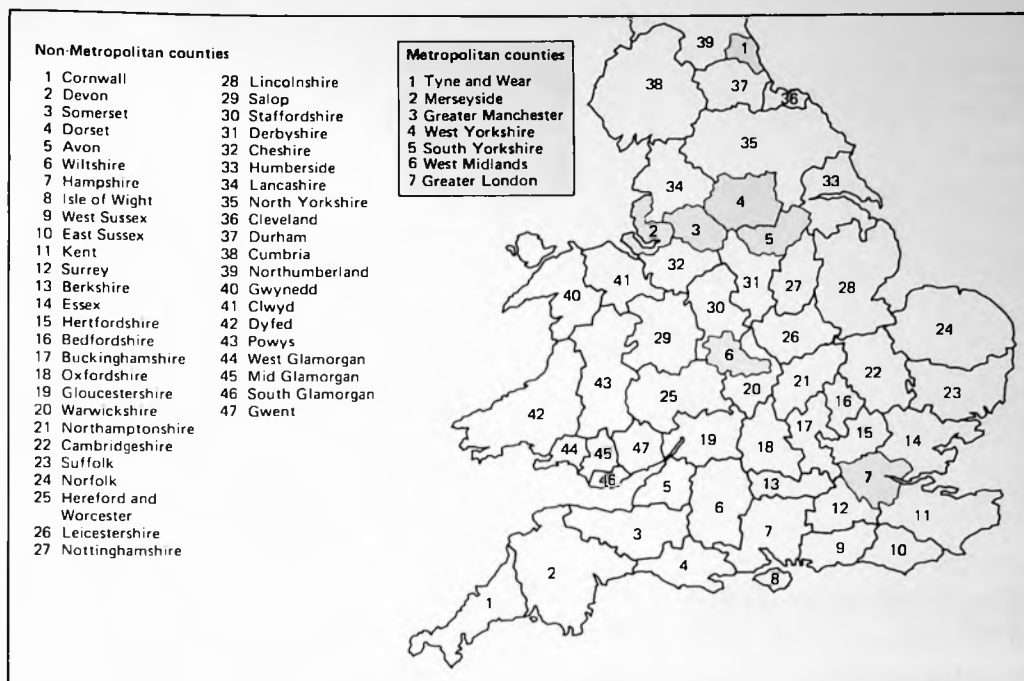 Non-Metropolitan counties
1 Cornwall
2 Devon
3 Somerset
4 Dorset
5 Avon
6 Wiltshire
7 Hampshire
8 Isle of Wight
9 West Sussex
10 East Sussex
11 Kent
12 Surrey
13 Berkshire
14 Essex
15 Hertfordshire
16 Bedfordshire
17 Buckinghamshire
18 Oxfordshire
19 Gloucestershire
20 Warwickshire
21 Northamptonshire
22 Cambridgeshire
23 Suffolk
24 Norfolk
25 Hereford and
Worcester
26 Leicestershire
27 Nottinghamshire
28 Lincolnshire
29 Salop
30 Staffordshire
31 Derbyshire
32 Cheshire
33 Humberside
34 Lancashire
35 North Yorkshire
36 Cleveland
37 Durham
38 Cumbria
39 Northumberland
40 Gwynedd
41 Clwyd
42 Dyfed
43 Powys
44 West Glamorgan
45 Mid Glamorgan
46 South Glamorgan
47 Gwent
Metropolitan counties
1 Tyne and Wear
2 Merseyside
3 Greater Manchester
4 West Yorkshire
5 South Yorkshire
6 West Midlands
7 Greater London
39 1
38 37
36
35
34 33
4
2 3 5
32
41 31 27 28
40 30
24
29 26
6
22
43 20 21
25 16 23
42
17
19 18 15 14
44 45 47
46 5 13 7
6 12 11
3 7
9 10
2 4
8
1